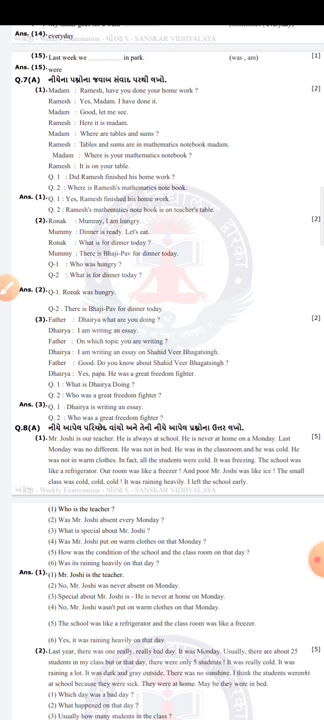 Ans. (14). everyday
અંગ્રેજી - Weekly Examination - ધોરણ ૬ - SANSKAR VIDHYALAYA
(15). Last week we ............... in park. (was , am) [1]
Ans. (15). were
Q.7(A) નીચેના પ્રશ્નોના જવાબ સંવાદ પરથી લખો.
(1). Madam : Ramesh, have you done your home work ? [2]
Ramesh : Yes, Madam. I have done it.
Madam : Good, let me see.
Ramesh : Here it is madam.
Madam : Where are tables and sums ?
Ramesh : Tables and sums are in mathematics notebook madam.
Madam : Where is your mathematics notebook ?
Ramesh : It is on your table.
Q. 1 : Did Ramesh finished his home work ?
Q. 2 : Where is Ramesh's mathematics note book.
Ans. (1). Q. 1 : Yes, Ramesh finished his home work.
Q. 2 : Ramesh's mathematics note book is on teacher's table.
(2). Ronak : Mummy, I am hungry. [2]
Mummy : Dinner is ready. Let's eat.
Ronak : What is for dinner today ?
Mummy : There is Bhaji-Pav for dinner today.
Q-1 : Who was hungry ?
Q-2 : What is for dinner today ?
Ans. (2). Q-1. Ronak was hungry.
Q-2 . There is Bhaji-Pav for dinner today
(3). Father : Dhairya what are you doing ? [2]
Dhairya : I am writing an essay.
Father : On which topic you are writing ?
Dhairya : I am writing an essay on Shahid Veer Bhagatsingh.
Father : Good. Do you know about Shahid Veer Bhagatsingh ?
Dhairya : Yes, papa. He was a great freedom fighter.
Q. 1 : What is Dhairya Doing ?
Q. 2 : Who was a great freedom fighter ?
Ans. (3). Q. 1 : Dhairya is writing an essay.
Q. 2 : Who was a great freedom fighter ?
Q.8(A) નીચે આપેલ પરિચ્છેદ વાંચો અને તેની નીચે આપેલ પ્રશ્નોના ઉત્તર લખો.
(1). Mr. Joshi is our teacher. He is always at school. He is never at home on a Monday. Last [5]
Monday was no different. He was not in bed. He was in the classroom and he was cold. He
was not in warm clothes. In fact, all the students were cold. It was freezing. The school was
like a refrigerator. Our room was like a freezer ! And poor Mr. Joshi was like ice ! The small
class was cold, cold, cold ! It was raining heavily. I left the school early.
અંગ્રેજી - Weekly Examination - ધોરણ ૬ - SANSKAR VIDHYALAYA
(1) Who is the teacher ?
(2) Was Mr. Joshi absent every Monday ?
(3) What is special about Mr. Joshi ?
(4) Was Mr. Joshi put on warm clothes on that Monday ?
(5) How was the condition of the school and the class room on that day ?
(6) Was its raining heavily on that day ?
Ans. (1). (1) Mr. Joshi is the teacher.
(2) No, Mr. Joshi was never absent on Monday.
(3) Special about Mr. Joshi is - He is never at home on Monday.
(4) No, Mr. Joshi wasn't put on warm clothes on that Monday.
(5) The school was like a refrigerator and the class room was like a freezer.
(6) Yes, it was raining heavily on that day.
(2). Last year, there was one really, really bad day. It was Monday. Usually, there are about 25 [5]
students in my class but or that day, there were only 5 students ! It was really cold. It was
raining a lot. It was dark and gray outside. There was no sunshine. I think the students weren't
at school because they were sick. They were at home. May be they were in bed.
(1) Which day was a bad day ?
(2) What happened on that day ?
(3) Usually how many students in the class ?